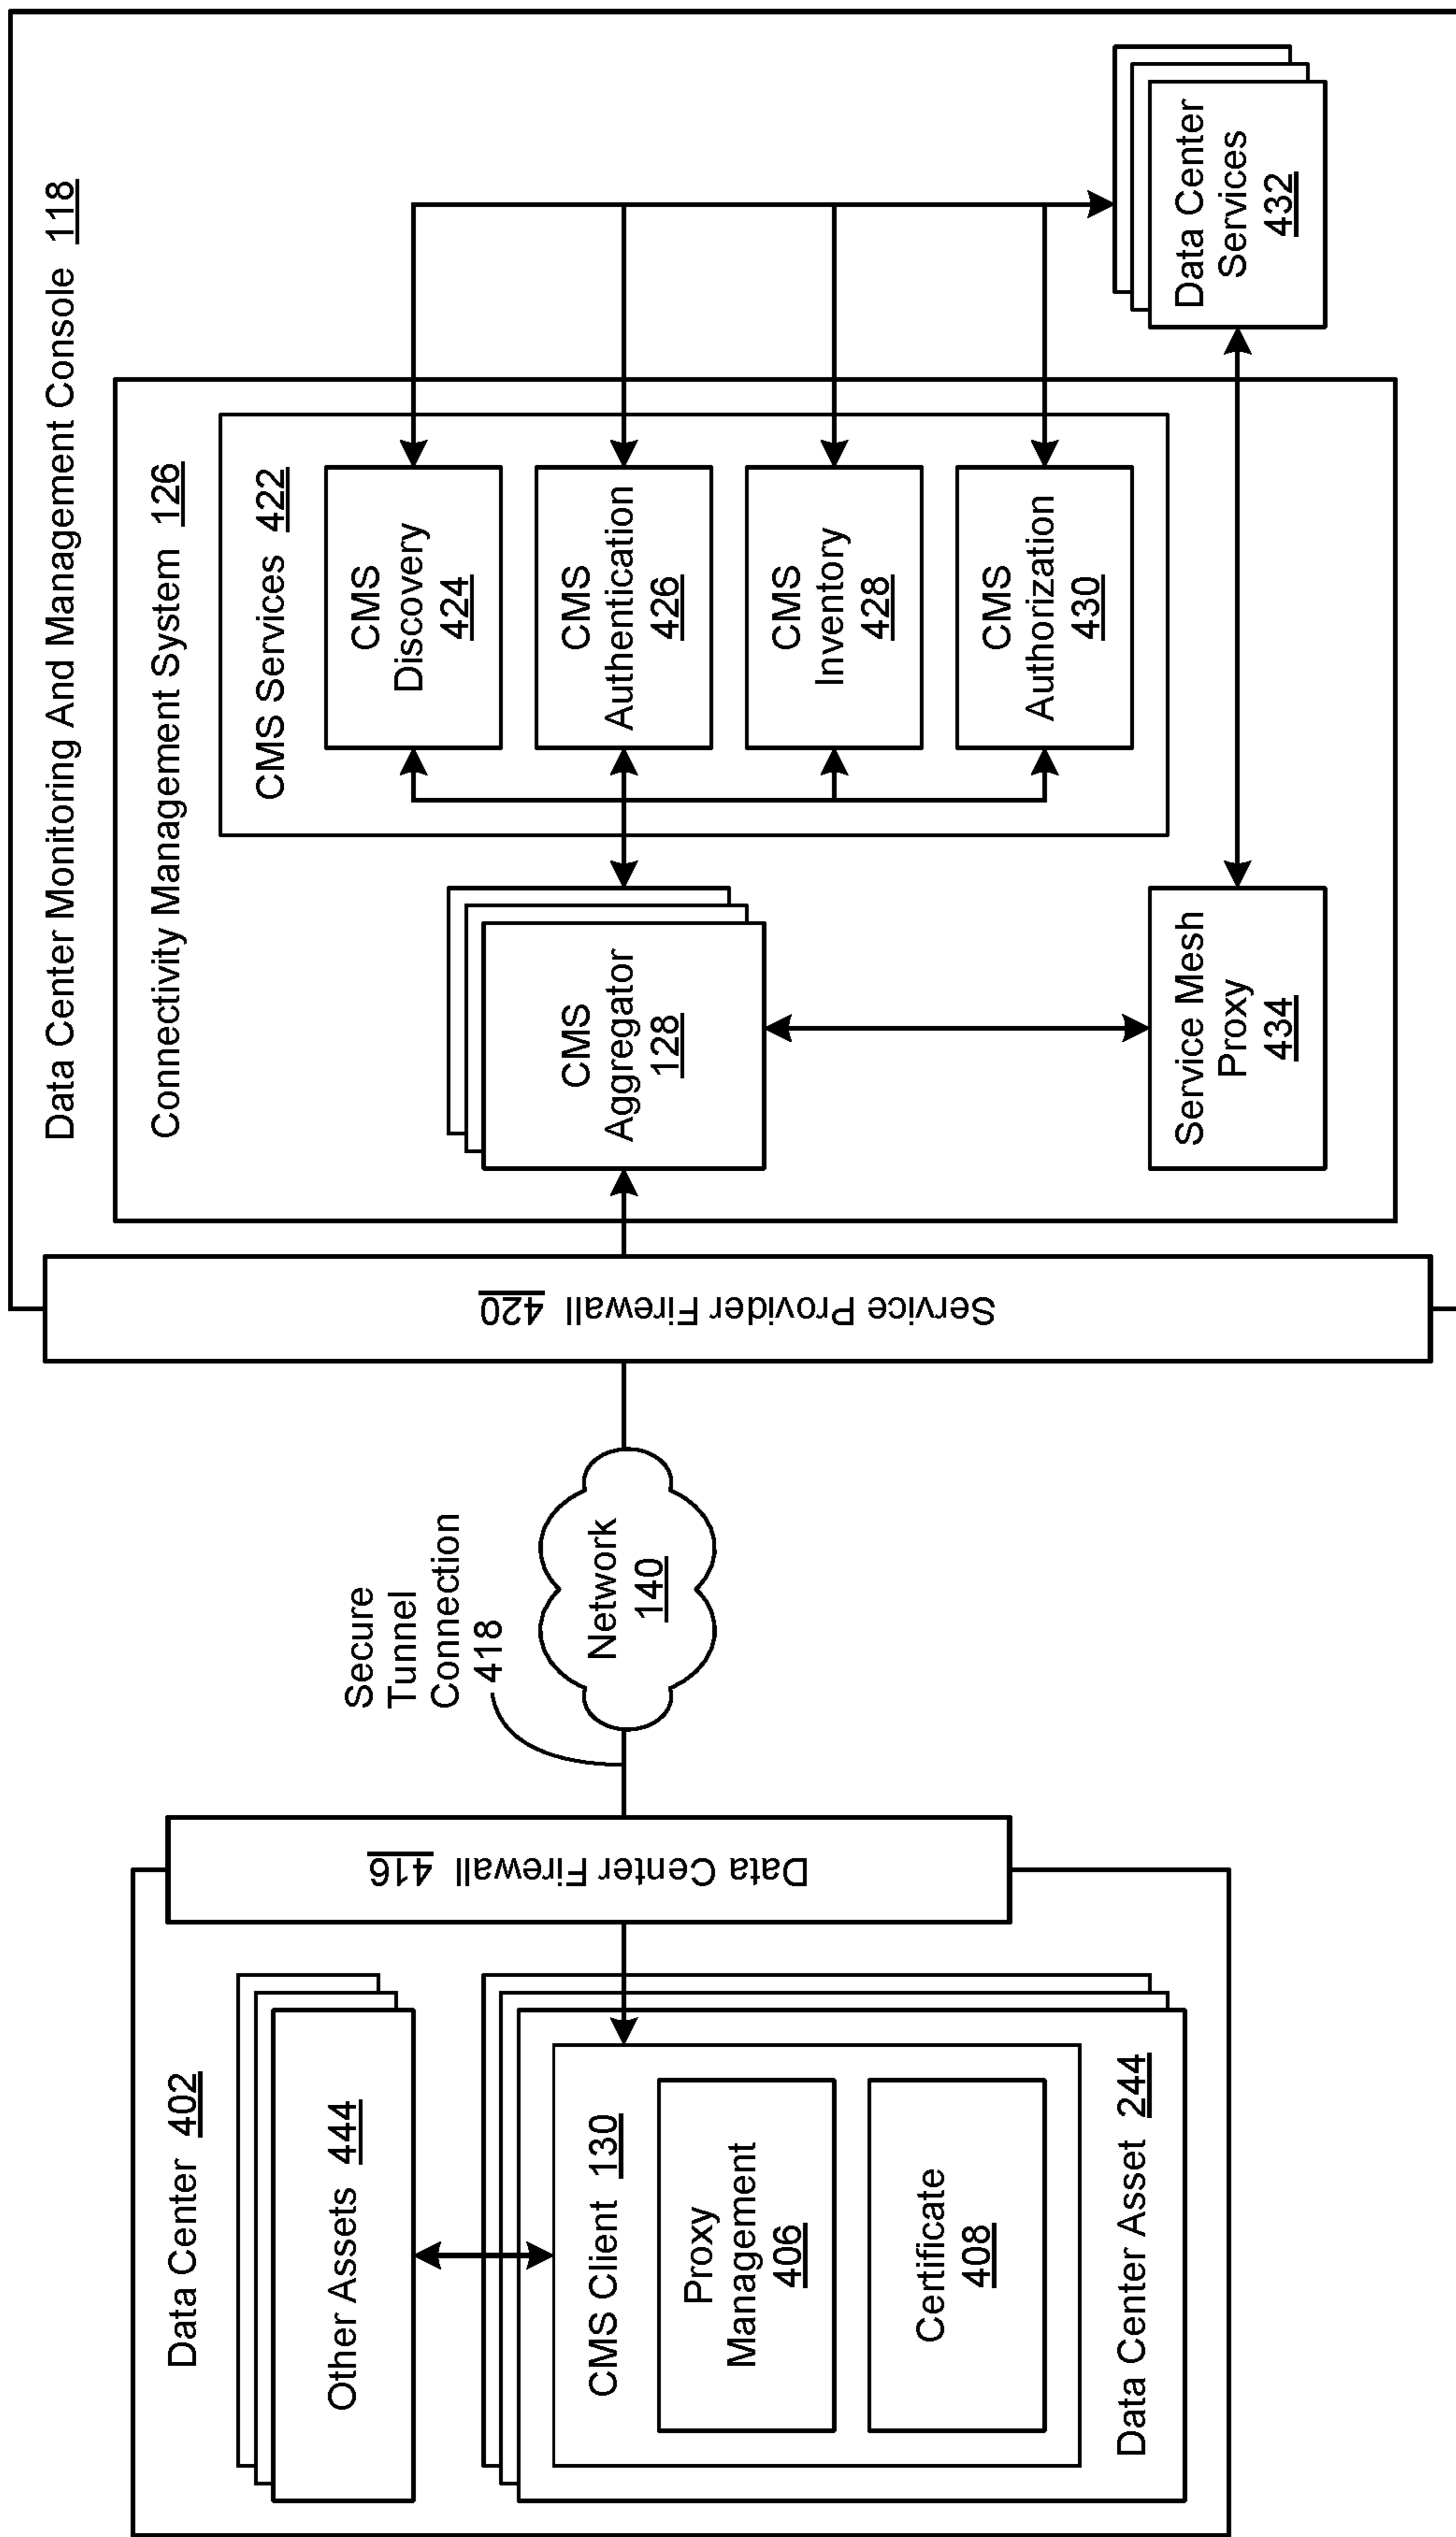 Data Center 402
Other Assets 444
CMS Client 130
Proxy
Management
406
Certificate
408
Data Center Asset 244
Data Center Firewall 416
Secure
Tunnel
Connection
418
Network
140
Service Provider Firewall 420
Data Center Monitoring And Management Console 118
Connectivity Management System 126
CMS
Aggregator
128
Service Mesh
Proxy
434
CMS Services 422
CMS
Discovery
424
CMS
Authentication
426
CMS
Inventory
428
CMS
Authorization
430
Data Center
Services
432